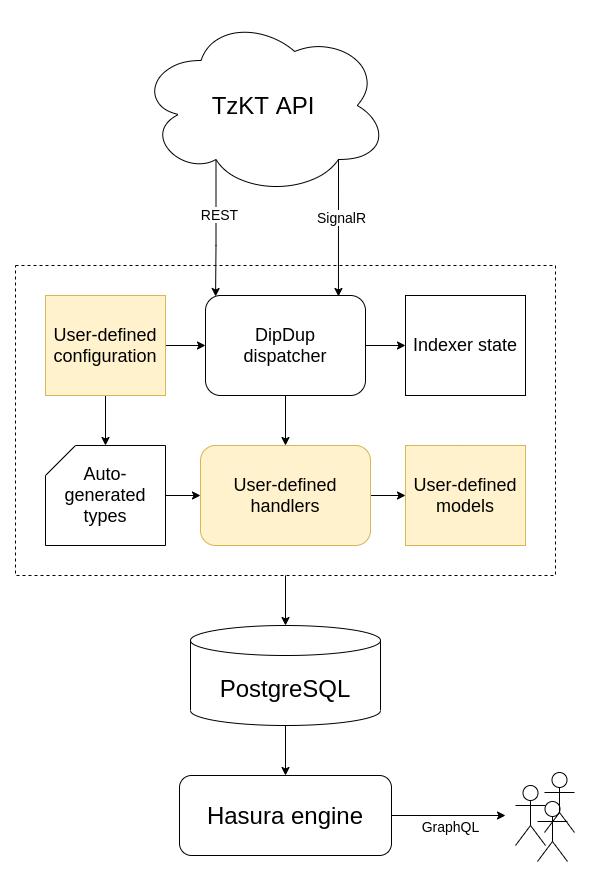 TzKT API
REST
SignalR
User-defined
configuration
DipDup
dispatcher
Indexer state
Auto-
generated
types
User-defined
handlers
User-defined
models
PostgreSQL
Hasura engine
GraphQL